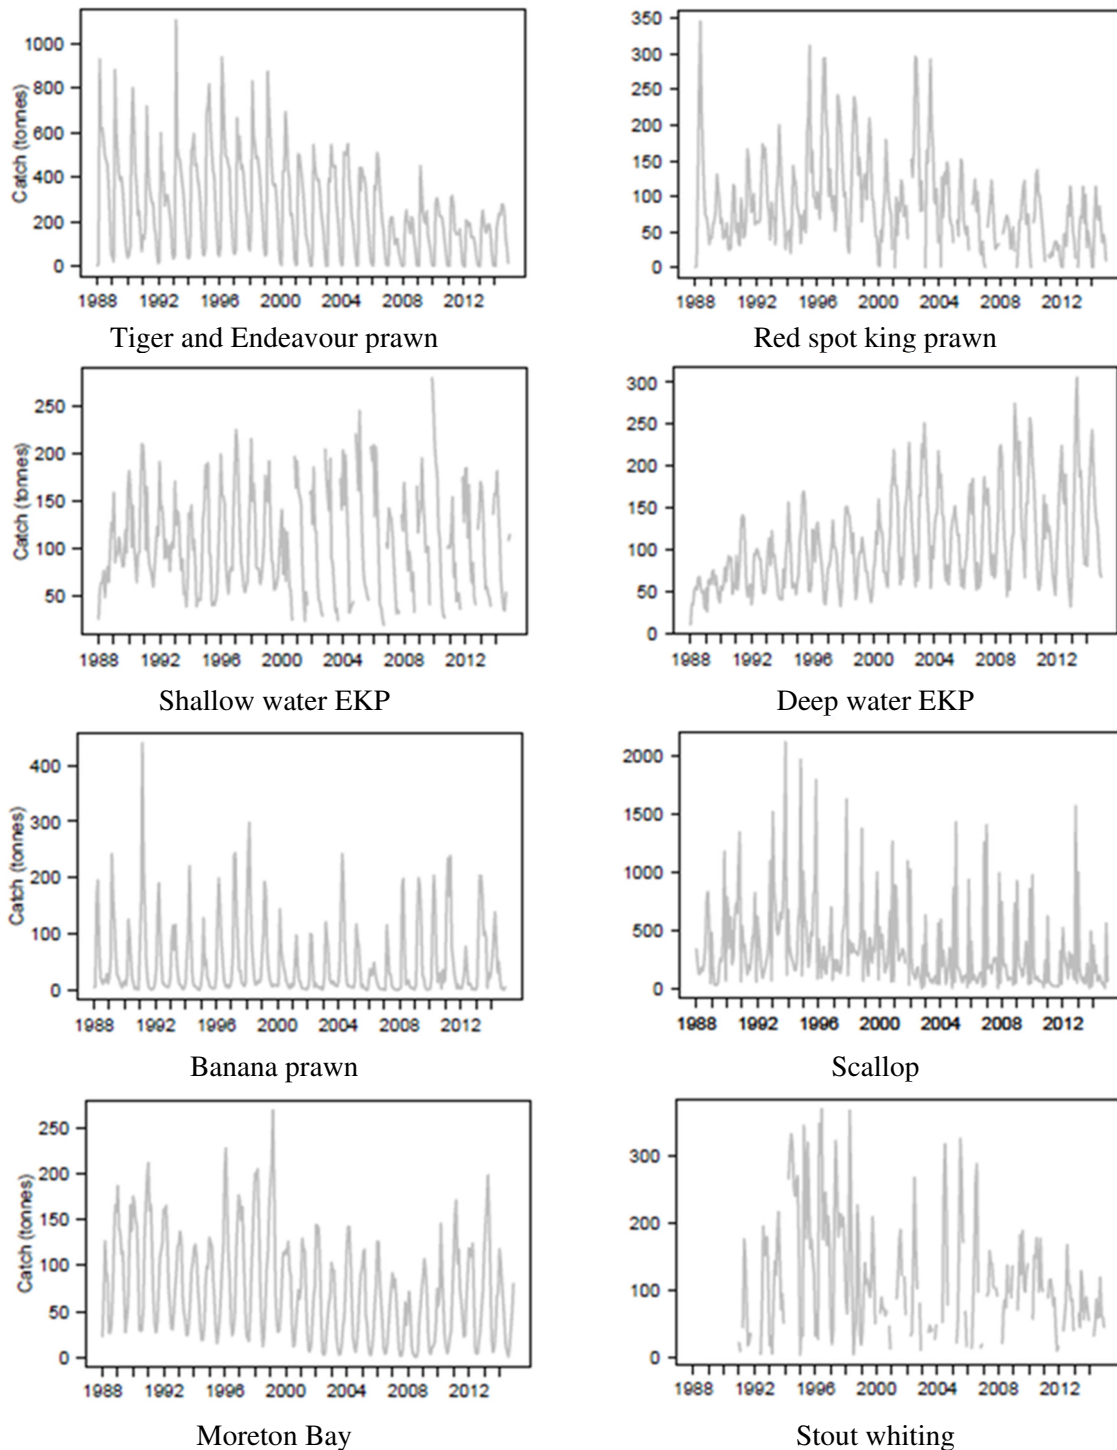 Catch (tonnes)
1000
800
600
400
200
0
1988 1992 1996 2000 2004 2008 2012
Tiger and Endeavour prawn
350
300
250
200
150
100
50
0
1988 1992 1996 2000 2004 2008 2012
Red spot king prawn
Catch (tonnes)
250
200
150
100
50
1988 1992 1996 2000 2004 2008 2012
Shallow water EKP
300
250
200
150
100
50
0
1988 1992 1996 2000 2004 2008 2012
Deep water EKP
Catch (tonnes)
400
300
200
100
0
1988 1992 1996 2000 2004 2008 2012
Banana prawn
2000
1500
1000
500
0
1988 1992 1996 2000 2004 2008 2012
Scallop
Catch (tonnes)
250
200
150
100
50
0
1988 1992 1996 2000 2004 2008 2012
Moreton Bay
300
200
100
0
1988 1992 1996 2000 2004 2008 2012
Stout whiting